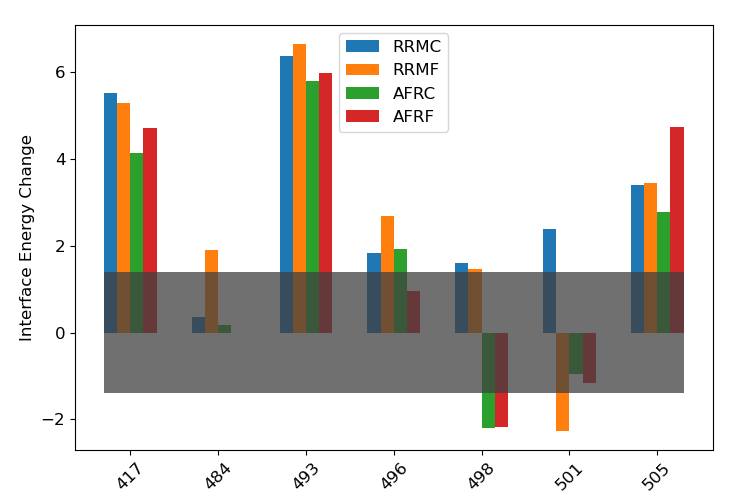 RRMC
RRMF
AFRC
AFRF
Interface Energy Change
6
4
2
0
−2
417
484
493
496
498
501
505